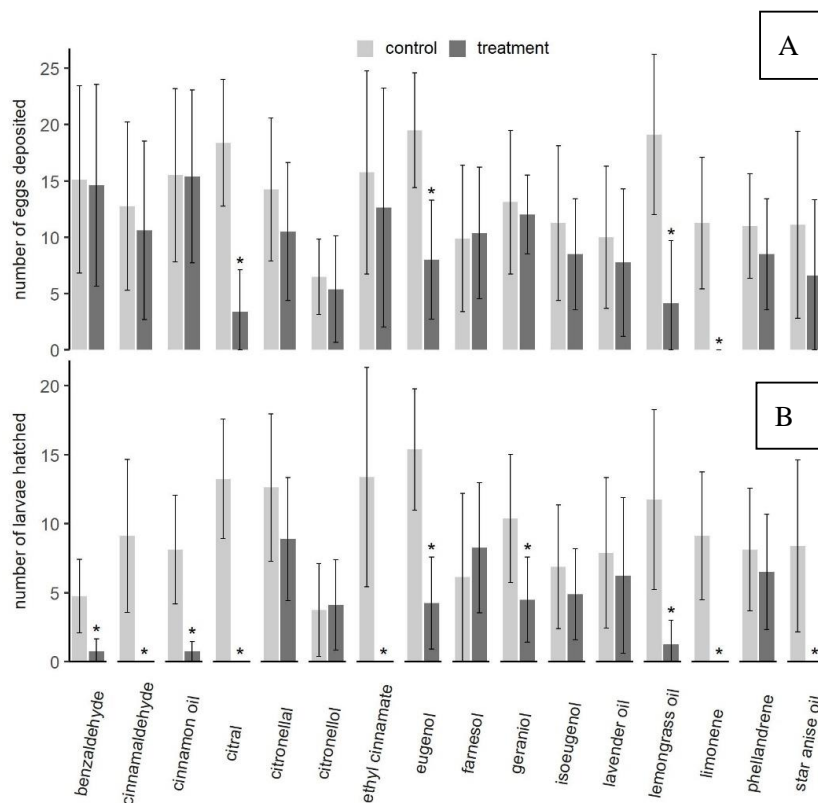 control treatment
A
number of eggs deposited
25
20
15
10
5
0
* * * *
B
number of larvae hatched
20
15
10
5
0
* * * * * * * * * *
benzaldehyde
cinnamaldehyde
cinnamon oil
citral
citronellal
citronellol
ethyl cinnamate
eugenol
farnesol
geraniol
isoeugenol
lavender oil
lemongrass oil
limonene
phellandrene
star anise oil